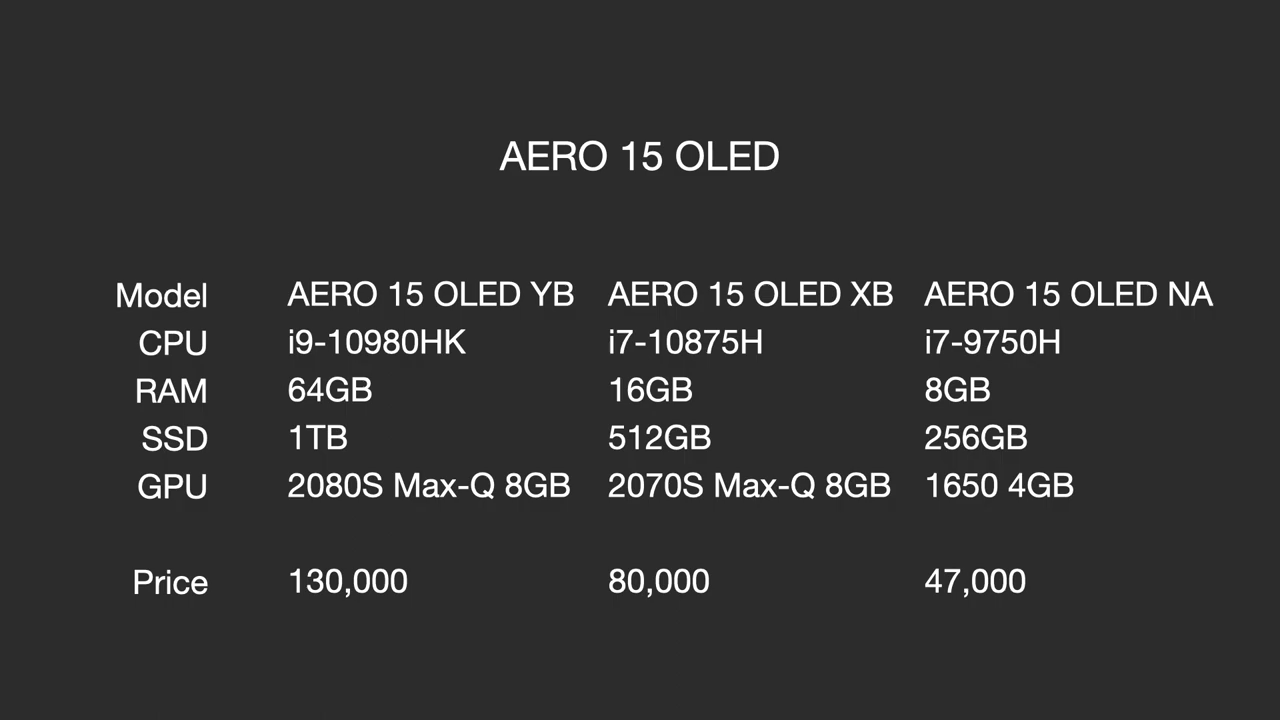 AERO 15 OLED
Model AERO 15 OLED YB AERO 15 OLED XB AERO 15 OLED NA
CPU i9-10980HK i7-10875H i7-9750H
RAM 64GB 16GB 8GB
SSD 1TB 512GB 256GB
GPU 2080S Max-Q 8GB 2070S Max-Q 8GB 1650 4GB
Price 130,000 80,000 47,000